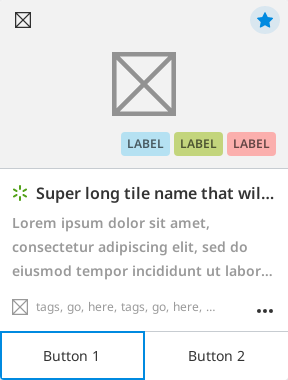 LABEL LABEL LABEL
Super long tile name that wil...
Lorem ipsum dolor sit amet,
consectetur adipiscing elit, sed do
eiusmod tempor incididunt ut labor...
tags, go, here, tags, go, here, ...
Button 1 Button 2